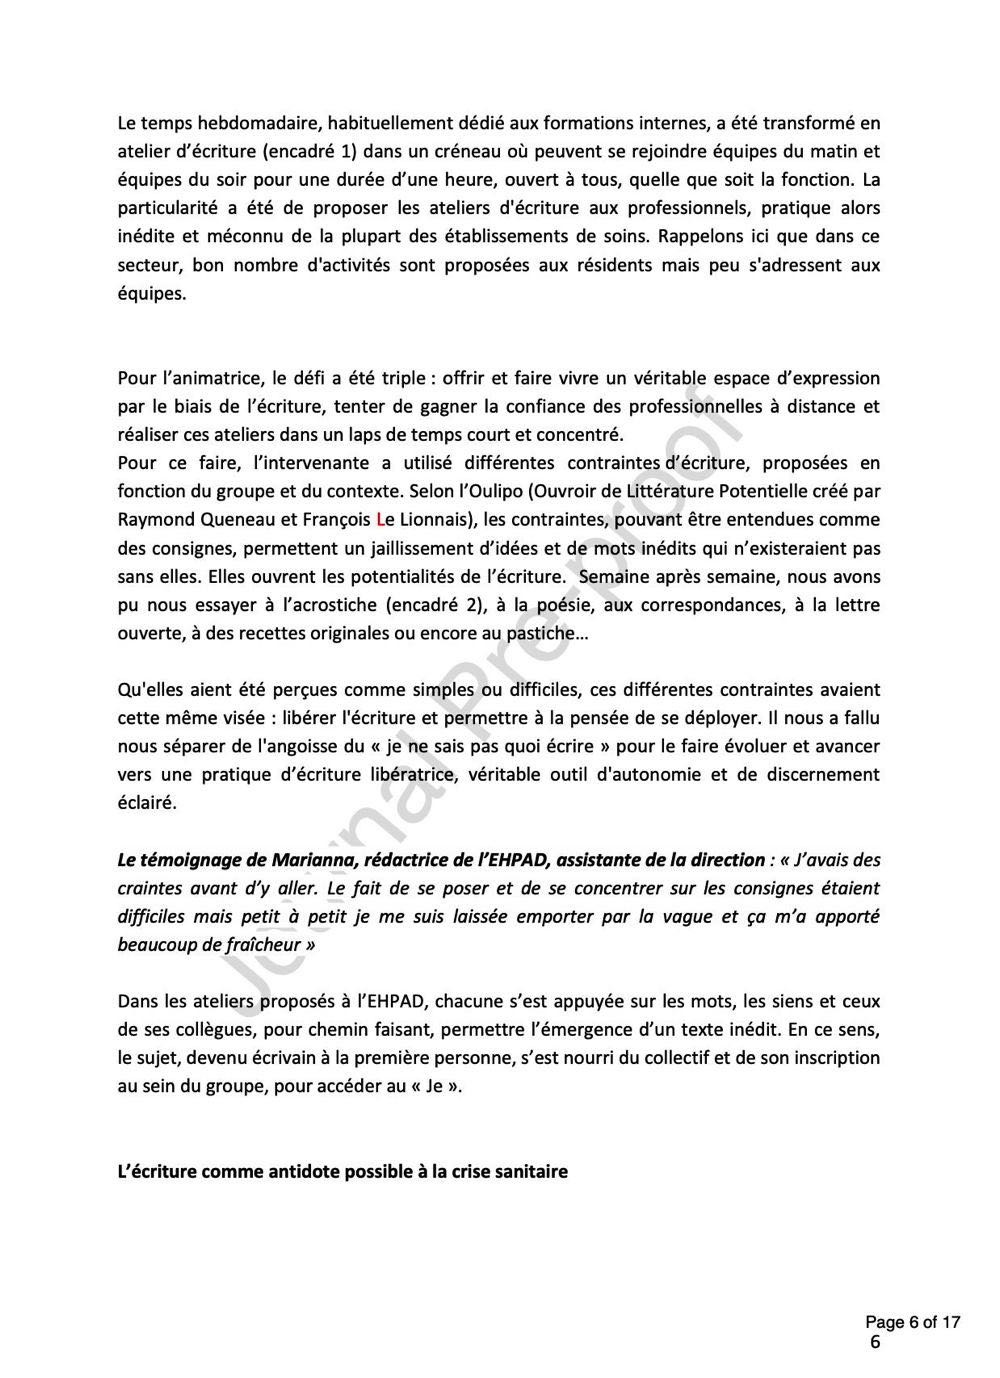 Le temps hebdomadaire, habituellement dédié aux formations internes, a été transformé en
atelier d’écriture (encadré 1) dans un créneau où peuvent se rejoindre équipes du matin et
équipes du soir pour une durée d’une heure, ouvert à tous, quelle que soit la fonction. La
particularité a été de proposer les ateliers d'écriture aux professionnels, pratique alors
inédite et méconnu de la plupart des établissements de soins. Rappelons ici que dans ce
secteur, bon nombre d'activités sont proposées aux résidents mais peu s'adressent aux
équipes.
Pour l’animatrice, le défi a été triple : offrir et faire vivre un véritable espace d’expression
par le biais de l’écriture, tenter de gagner la confiance des professionnelles à distance et
réaliser ces ateliers dans un laps de temps court et concentré.
Pour ce faire, l’intervenante a utilisé différentes contraintes d’écriture, proposées en
fonction du groupe et du contexte. Selon l’Oulipo (Ouvroir de Littérature Potentielle créé par
Raymond Queneau et François Le Lionnais), les contraintes, pouvant être entendues comme
des consignes, permettent un jaillissement d’idées et de mots inédits qui n’existeraient pas
sans elles. Elles ouvrent les potentialités de l’écriture.  Semaine après semaine, nous avons
pu nous essayer à l’acrostiche (encadré 2), à la poésie, aux correspondances, à la lettre
ouverte, à des recettes originales ou encore au pastiche…
Qu'elles aient été perçues comme simples ou difficiles, ces différentes contraintes avaient
cette même visée : libérer l'écriture et permettre à la pensée de se déployer. Il nous a fallu
nous séparer de l'angoisse du « je ne sais pas quoi écrire » pour le faire évoluer et avancer
vers une pratique d’écriture libératrice, véritable outil d'autonomie et de discernement
éclairé.
Le témoignage de Marianna, rédactrice de l’EHPAD, assistante de la direction : « J’avais des
craintes avant d’y aller. Le fait de se poser et de se concentrer sur les consignes étaient
difficiles mais petit à petit je me suis laissée emporter par la vague et ça m’a apporté
beaucoup de fraîcheur »
Dans les ateliers proposés à l’EHPAD, chacune s’est appuyée sur les mots, les siens et ceux
de ses collègues, pour chemin faisant, permettre l’émergence d’un texte inédit. En ce sens,
le sujet, devenu écrivain à la première personne, s’est nourri du collectif et de son inscription
au sein du groupe, pour accéder au « Je ».
L’écriture comme antidote possible à la crise sanitaire
Journal Pre-proof
Page 6 of 17
6